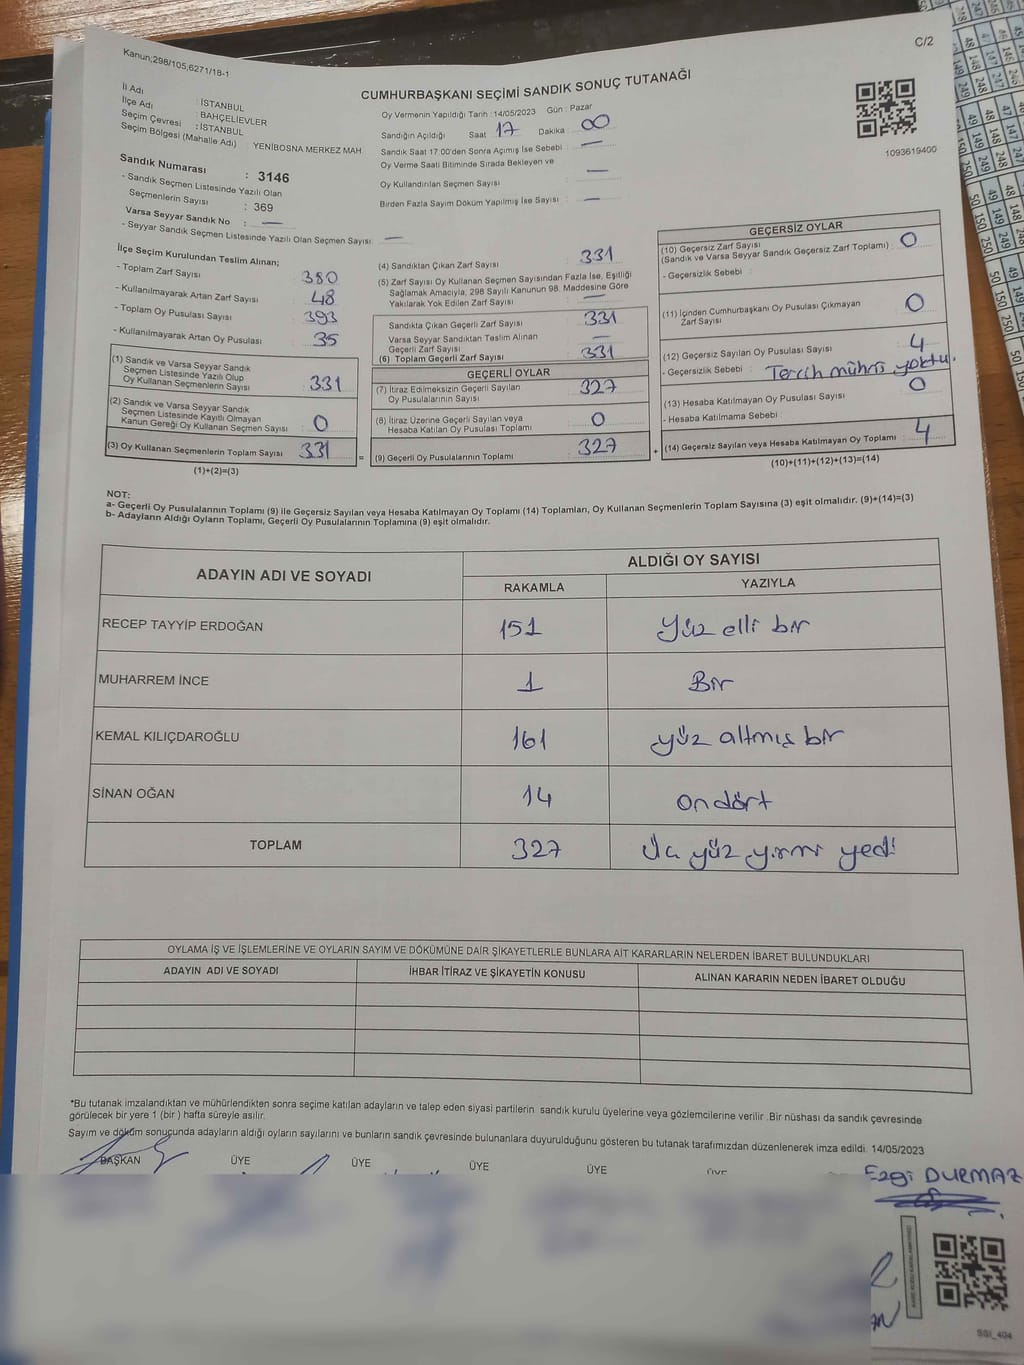 Kanun;298/105,6271/18-1
C/2
CUMHURBAŞKANI SEÇİMİ SANDIK SONUÇ TUTANAĞI
İl Adı : İSTANBUL
İlçe Adı : BAHÇELİEVLER
Seçim Çevresi : İSTANBUL
Seçim Bölgesi (Mahalle Adı) : YENİBOSNA MERKEZ MAH.
Sandık Numarası : 3146
- Sandık Seçmen Listesinde Yazılı Olan
Seçmenlerin Sayısı : 369
Varsa Seyyar Sandık No : —
- Seyyar Sandık Seçmen Listesinde Yazılı Olan Seçmen Sayısı: —
Oy Vermenin Yapıldığı Tarih : 14/05/2023 Gün : Pazar
Sandığın Açıldığı Saat 17 Dakika : 00
Sandık Saat 17:00'den Sonra Açımış İse Sebebi : —
Oy Verme Saati Bitiminde Sırada Bekleyen ve
Oy Kullandırılan Seçmen Sayısı : —
Birden Fazla Sayım Döküm Yapılmış İse Sayısı : —
1093619400
İlçe Seçim Kurulundan Teslim Alınan;
- Toplam Zarf Sayısı : 380
- Kullanılmayarak Artan Zarf Sayısı : 48
- Toplam Oy Pusulası Sayısı : 393
- Kullanılmayarak Artan Oy Pusulası : 35
(1) Sandık ve Varsa Seyyar Sandık
Seçmen Listesinde Yazılı Olup
Oy Kullanan Seçmenlerin Sayısı : 331
(2) Sandık ve Varsa Seyyar Sandık
Seçmen Listesinde Kayıtlı Olmayan
Kanun Gereği Oy Kullanan Seçmen Sayısı : 0
(3) Oy Kullanan Seçmenlerin Toplam Sayısı : 331
(1)+(2)=(3)
=
(4) Sandıktan Çıkan Zarf Sayısı : 331
(5) Zarf Sayısı Oy Kullanan Seçmen Sayısından Fazla İse, Eşitliği
Sağlamak Amacıyla, 298 Sayılı Kanunun 98. Maddesine Göre
Yakılarak Yok Edilen Zarf Sayısı : —
Sandıkta Çıkan Geçerli Zarf Sayısı : 331
Varsa Seyyar Sandıktan Teslim Alınan
Geçerli Zarf Sayısı : —
(6) Toplam Geçerli Zarf Sayısı : 331
GEÇERLİ OYLAR
(7) İtiraz Edilmeksizin Geçerli Sayılan
Oy Pusulalarının Sayısı : 327
(8) İtiraz Üzerine Geçerli Sayılan veya
Hesaba Katılan Oy Pusulası Toplamı : 0
(9) Geçerli Oy Pusulalarının Toplamı : 327
+
GEÇERSİZ OYLAR
(10) Geçersiz Zarf Sayısı
(Sandık ve Varsa Seyyar Sandık Geçersiz Zarf Toplamı) : 0
- Geçersizlik Sebebi :
(11) İçinden Cumhurbaşkanı Oy Pusulası Çıkmayan
Zarf Sayısı : 0
(12) Geçersiz Sayılan Oy Pusulası Sayısı : 4
- Geçersizlik Sebebi : Tercih mührü yoktu.
(13) Hesaba Katılmayan Oy Pusulası Sayısı : 0
- Hesaba Katılmama Sebebi :
(14) Geçersiz Sayılan veya Hesaba Katılmayan Oy Toplamı : 4
(10)+(11)+(12)+(13)=(14)
NOT:
a- Geçerli Oy Pusulalarının Toplamı (9) ile Geçersiz Sayılan veya Hesaba Katılmayan Oy Toplamı (14) Toplamları, Oy Kullanan Seçmenlerin Toplam Sayısına (3) eşit olmalıdır. (9)+(14)=(3)
b- Adayların Aldığı Oyların Toplamı, Geçerli Oy Pusulalarının Toplamına (9) eşit olmalıdır.
ADAYIN ADI VE SOYADI
ALDIĞI OY SAYISI
RAKAMLA YAZIYLA
RECEP TAYYİP ERDOĞAN 151 Yüz elli bir
MUHARREM İNCE 1 Bir
KEMAL KILIÇDAROĞLU 161 yüz altmış bir
SİNAN OĞAN 14 on dört
TOPLAM 327 Üç yüz yirmi yedi
OYLAMA İŞ VE İŞLEMLERİNE VE OYLARIN SAYIM VE DÖKÜMÜNE DAİR ŞİKAYETLERLE BUNLARA AİT KARARLARIN NELERDEN İBARET BULUNDUKLARI
ADAYIN ADI VE SOYADI İHBAR İTİRAZ VE ŞİKAYETİN KONUSU ALINAN KARARIN NEDEN İBARET OLDUĞU
*Bu tutanak imzalandıktan ve mühürlendikten sonra seçime katılan adayların ve talep eden siyasi partilerin sandık kurulu üyelerine veya gözlemcilerine verilir .Bir nüshası da sandık çevresinde
görülecek bir yere 1 (bir ) hafta süreyle asılır.
Sayım ve döküm sonucunda adayların aldığı oyların sayılarını ve bunların sandık çevresinde bulunanlara duyurulduğunu gösteren bu tutanak tarafımızdan düzenlenerek imza edildi. 14/05/2023
BAŞKAN ÜYE ÜYE ÜYE ÜYE ÜYE
Ezgi DURMAZ
SSİ_404